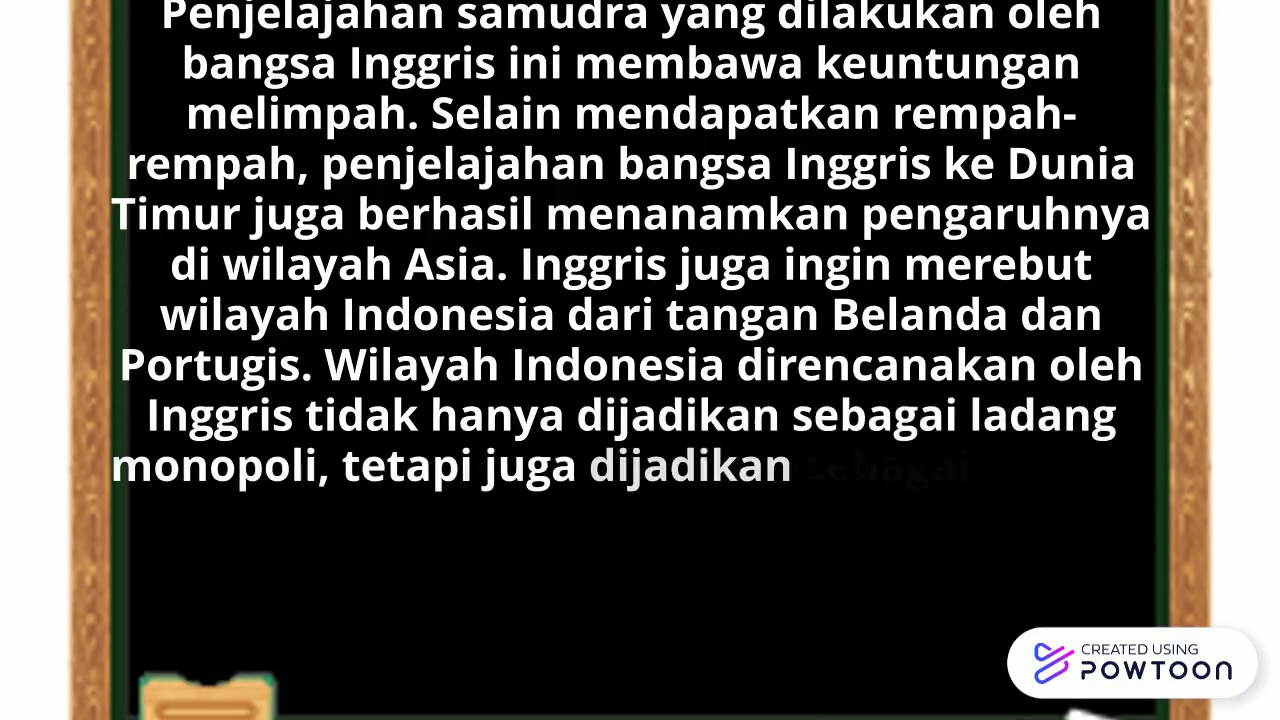 Penjelajahan samudra yang dilakukan oleh
bangsa Inggris ini membawa keuntungan
melimpah. Selain mendapatkan rempah-
rempah, penjelajahan bangsa Inggris ke Dunia
Timur juga berhasil menanamkan pengaruhnya
di wilayah Asia. Inggris juga ingin merebut
wilayah Indonesia dari tangan Belanda dan
Portugis. Wilayah Indonesia direncanakan oleh
Inggris tidak hanya dijadikan sebagai ladang
monopoli, tetapi juga dijadikan sebagai
CREATED USING
POWTOON